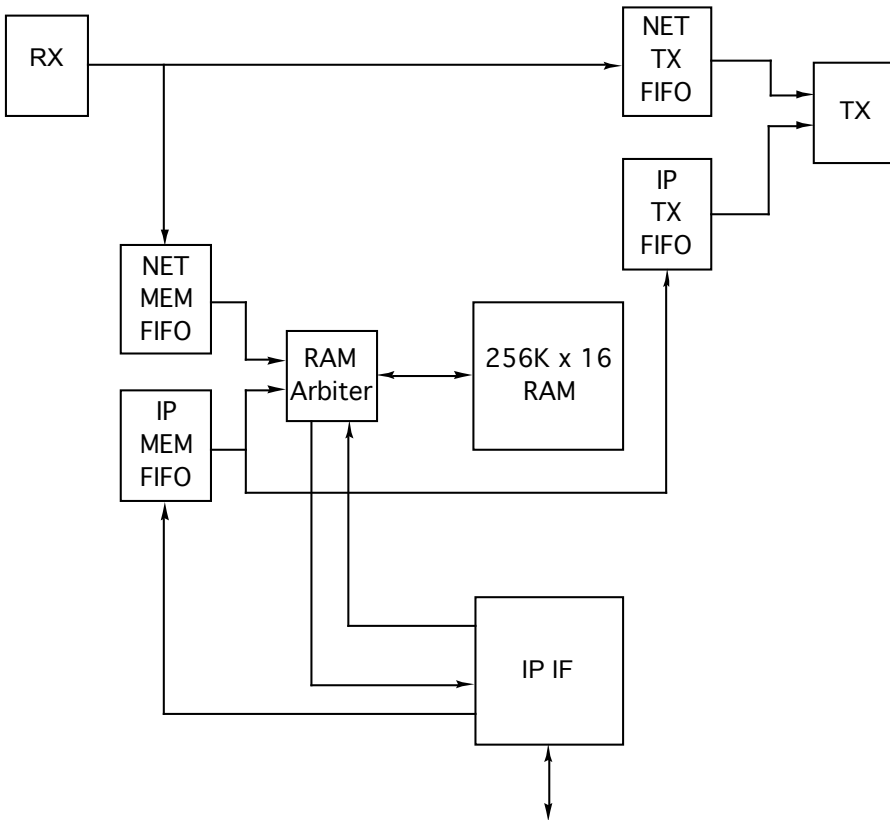 RX
NET
TX
FIFO
TX
IP
TX
FIFO
NET
MEM
FIFO
RAM
Arbiter
256K x 16
RAM
IP
MEM
FIFO
IP IF